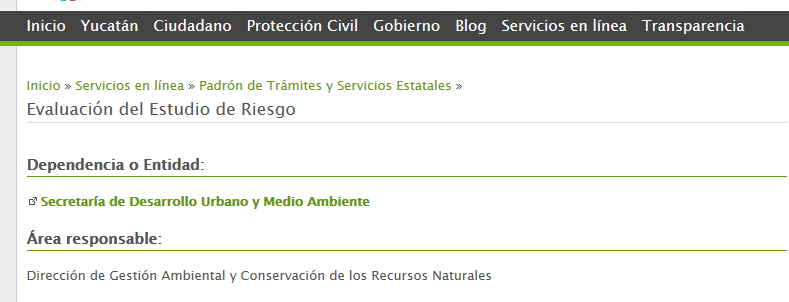 Inicio Yucatán Ciudadano Protección Civil Gobierno Blog Servicios en línea Transparencia
Inicio » Servicios en línea » Padrón de Trámites y Servicios Estatales »
Evaluación del Estudio de Riesgo
Dependencia o Entidad:
Secretaría de Desarrollo Urbano y Medio Ambiente
Área responsable:
Dirección de Gestión Ambiental y Conservación de los Recursos Naturales